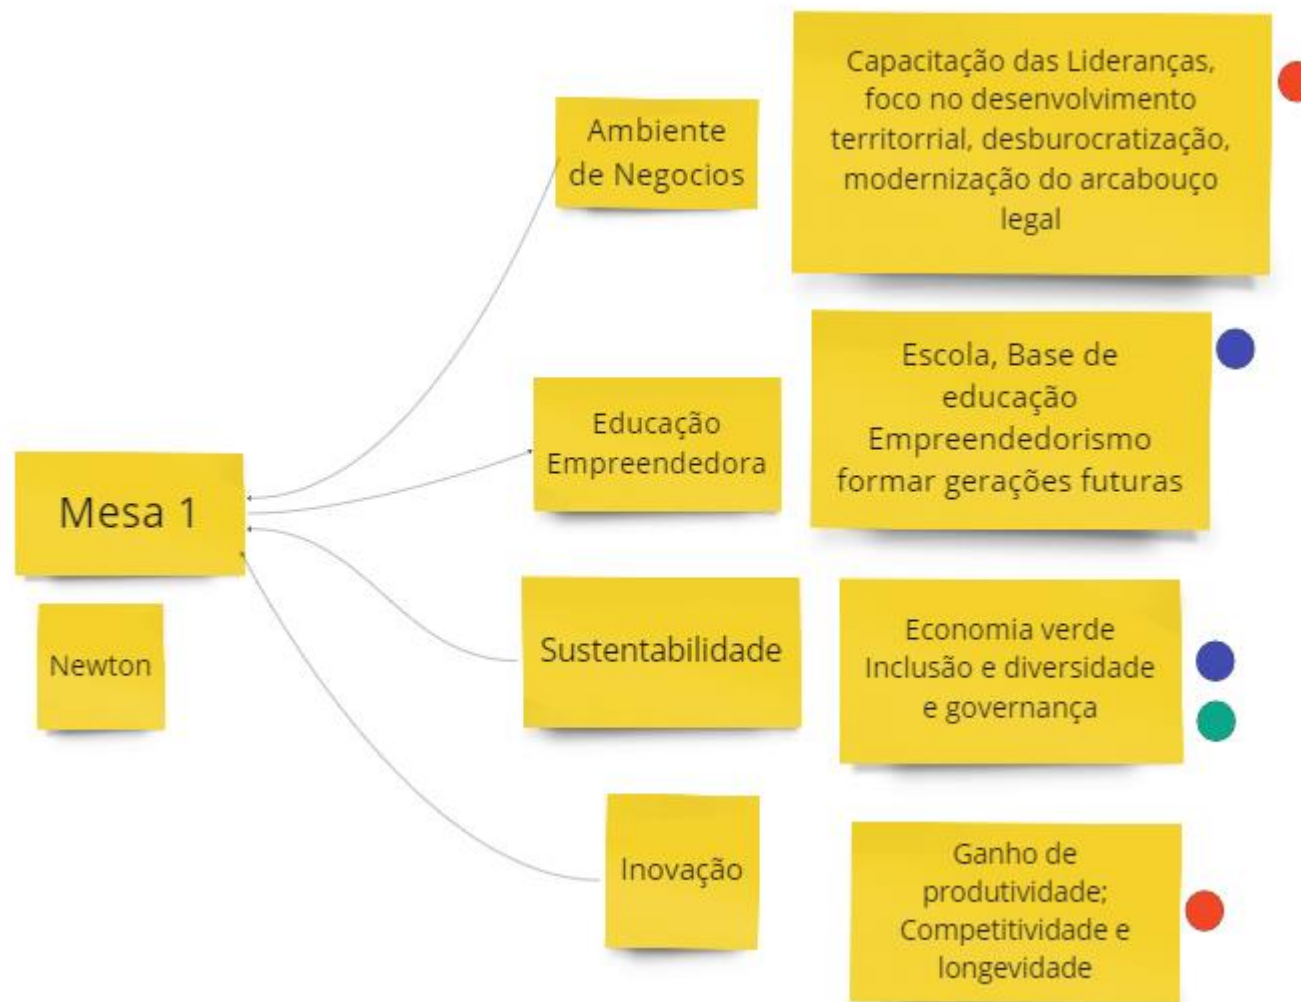 Ambiente
de Negocios
Capacitação das Lideranças,
foco no desenvolvimento
territorrial, desburocratização,
modernização do arcabouço
legal
Educação
Empreendedora
Escola, Base de
educação
Empreendedorismo
formar gerações futuras
Mesa 1
Newton
Sustentabilidade
Economia verde
Inclusão e diversidade
e governança
Inovação
Ganho de
produtividade;
Competitividade e
longevidade